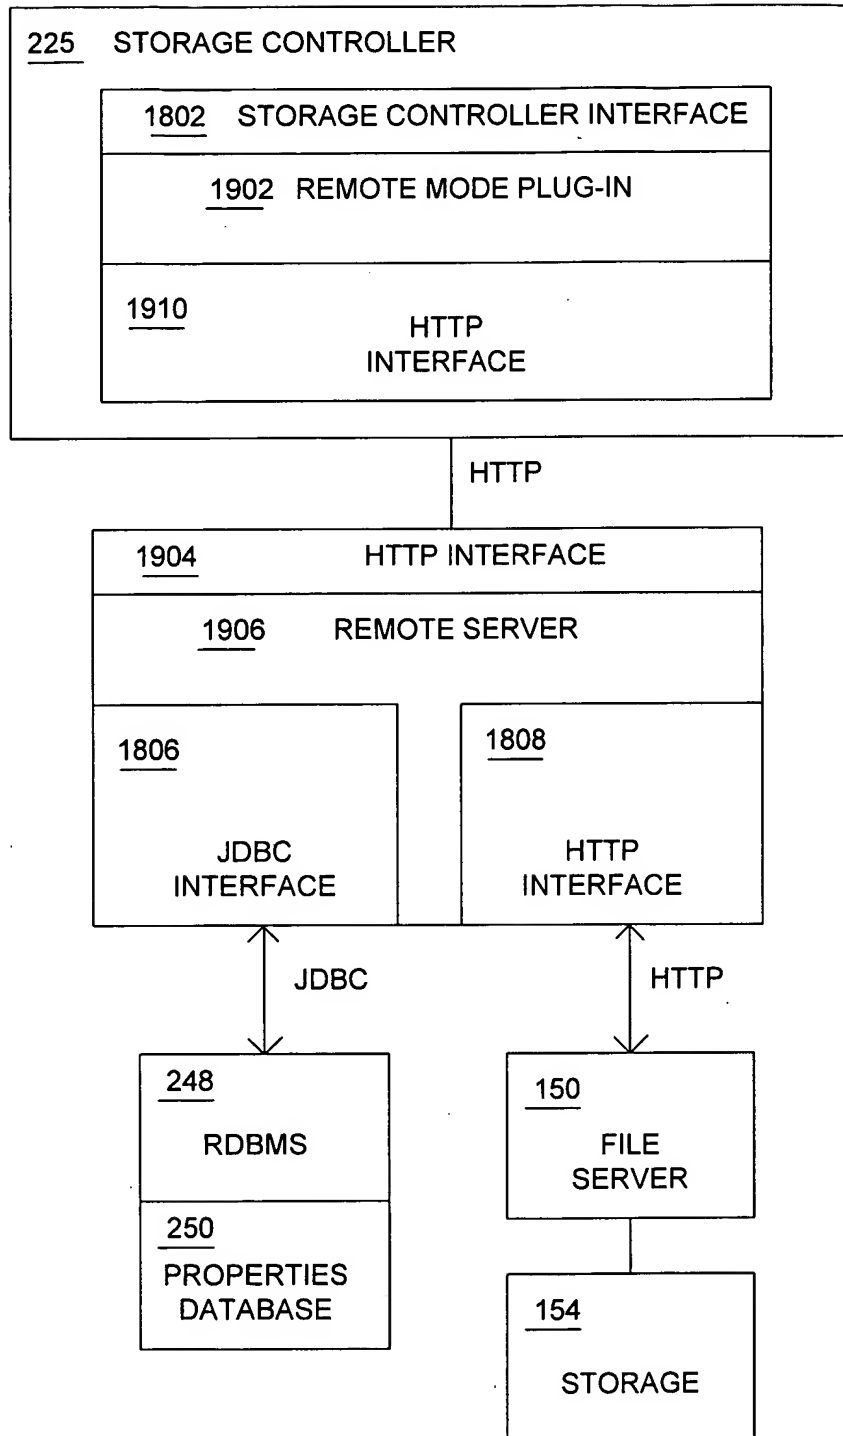 225 STORAGE CONTROLLER
1802 STORAGE CONTROLLER INTERFACE
1902 REMOTE MODE PLUG-IN
1910
HTTP
INTERFACE
HTTP
1904 HTTP INTERFACE
1906 REMOTE SERVER
1806
JDBC
INTERFACE
1808
HTTP
INTERFACE
JDBC
HTTP
248
RDBMS
250
PROPERTIES
DATABASE
150
FILE
SERVER
154
STORAGE